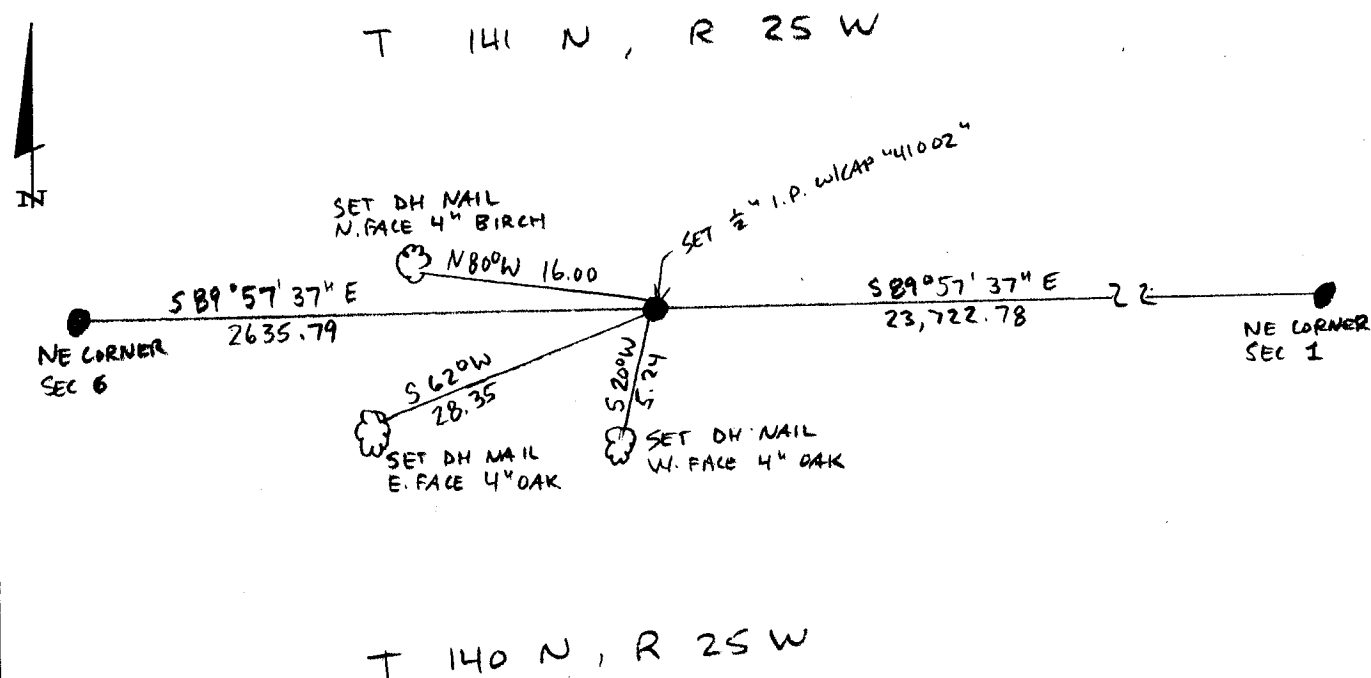 T 141 N, R 25 W
N
SET 1/2" I.P. W/CAP "41002"
SET DH NAIL
N. FACE 4" BIRCH
N80°W 16.00
S89°57'37"E
2635.79
S89°57'37"E
23,722.78
NE CORNER
SEC 6
NE CORNER
SEC 1
S62°W
28.35
S20°W
5.24
SET DH NAIL
E. FACE 4" OAK
SET DH NAIL
W. FACE 4" OAK
T 140 N, R 25 W